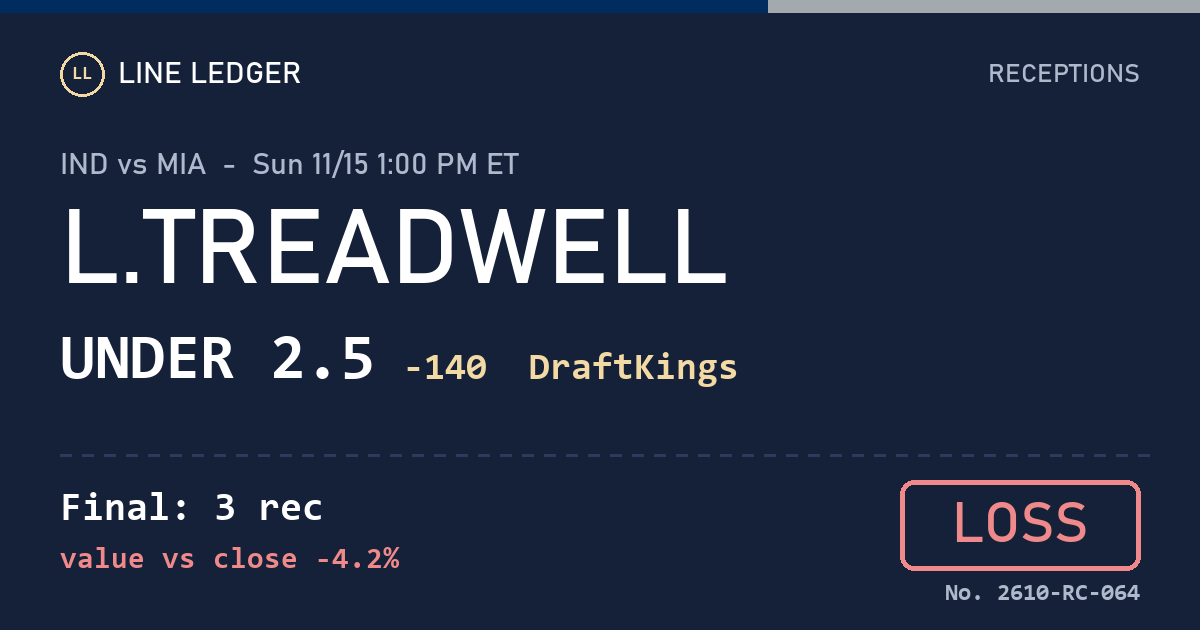 LL LINE LEDGER
RECEPTIONS
IND vs MIA - Sun 11/15 1:00 PM ET
L.TREADWELL
UNDER 2.5 -140 DraftKings
Final: 3 rec
LOSS
value vs close -4.2%
No. 2610-RC-064